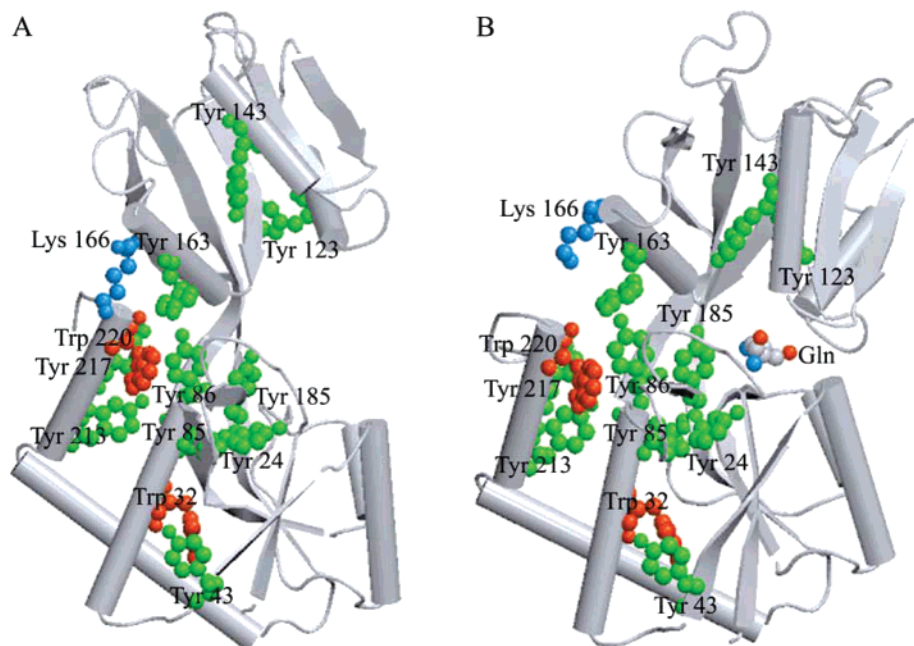 A
Tyr 143
Lys 166
Tyr 163
Tyr 123
Trp 220
Tyr 217
Tyr 86
Tyr 185
Tyr 213
Tyr 85
Tyr 24
Trp 32
Tyr 43
B
Tyr 143
Lys 166
Tyr 163
Tyr 123
Tyr 185
Trp 220
Gln
Tyr 217
Tyr 86
Tyr 85
Tyr 213
Tyr 24
Trp 32
Tyr 43